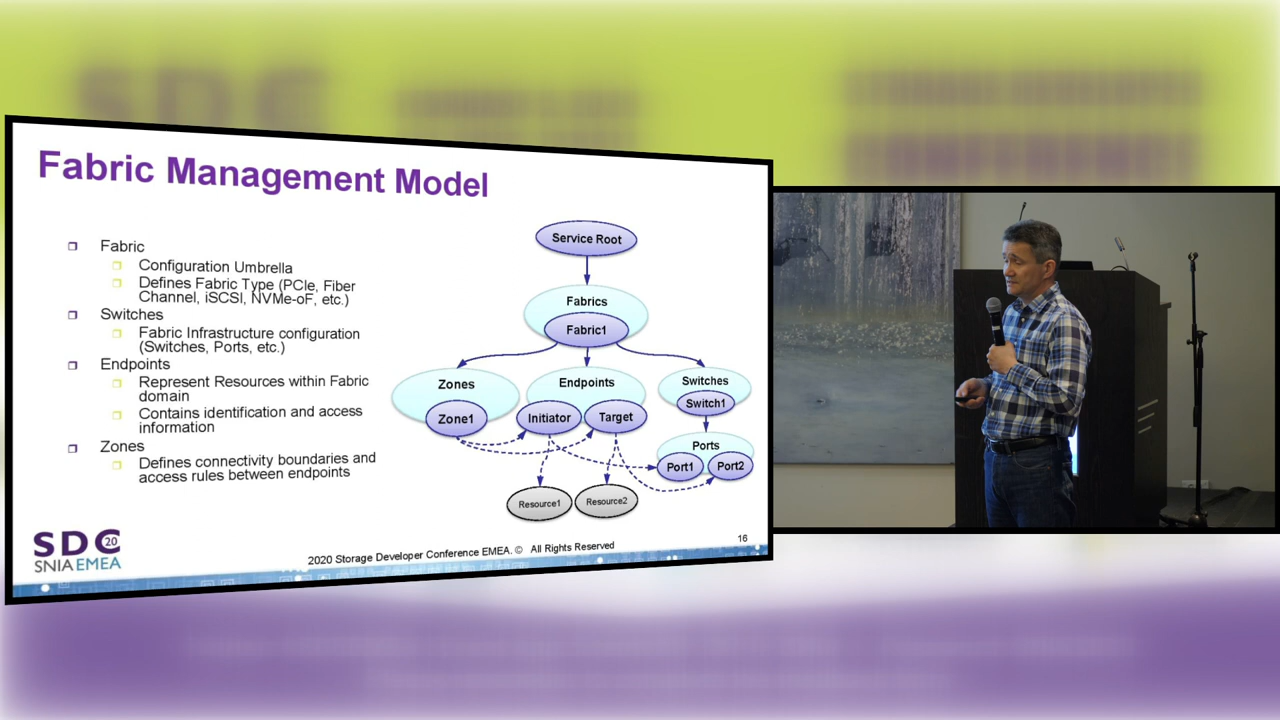 Fabric Management Model
Fabric
Configuration Umbrella
Defines Fabric Type (PCIe, Fiber
Channel, iSCSI, NVMe-oF, etc.)
Switches
Fabric Infrastructure configuration
(Switches, Ports, etc.)
Endpoints
Represent Resources within Fabric
domain
Contains identification and access
information
Zones
Defines connectivity boundaries and
access rules between endpoints
Service Root
Fabrics
Fabric1
Zones
Zone1
Endpoints
Initiator
Target
Switches
Switch1
Ports
Port1
Port2
Resource1
Resource2
SDC 20
SNIA EMEA
2020 Storage Developer Conference EMEA. © All Rights Reserved
16